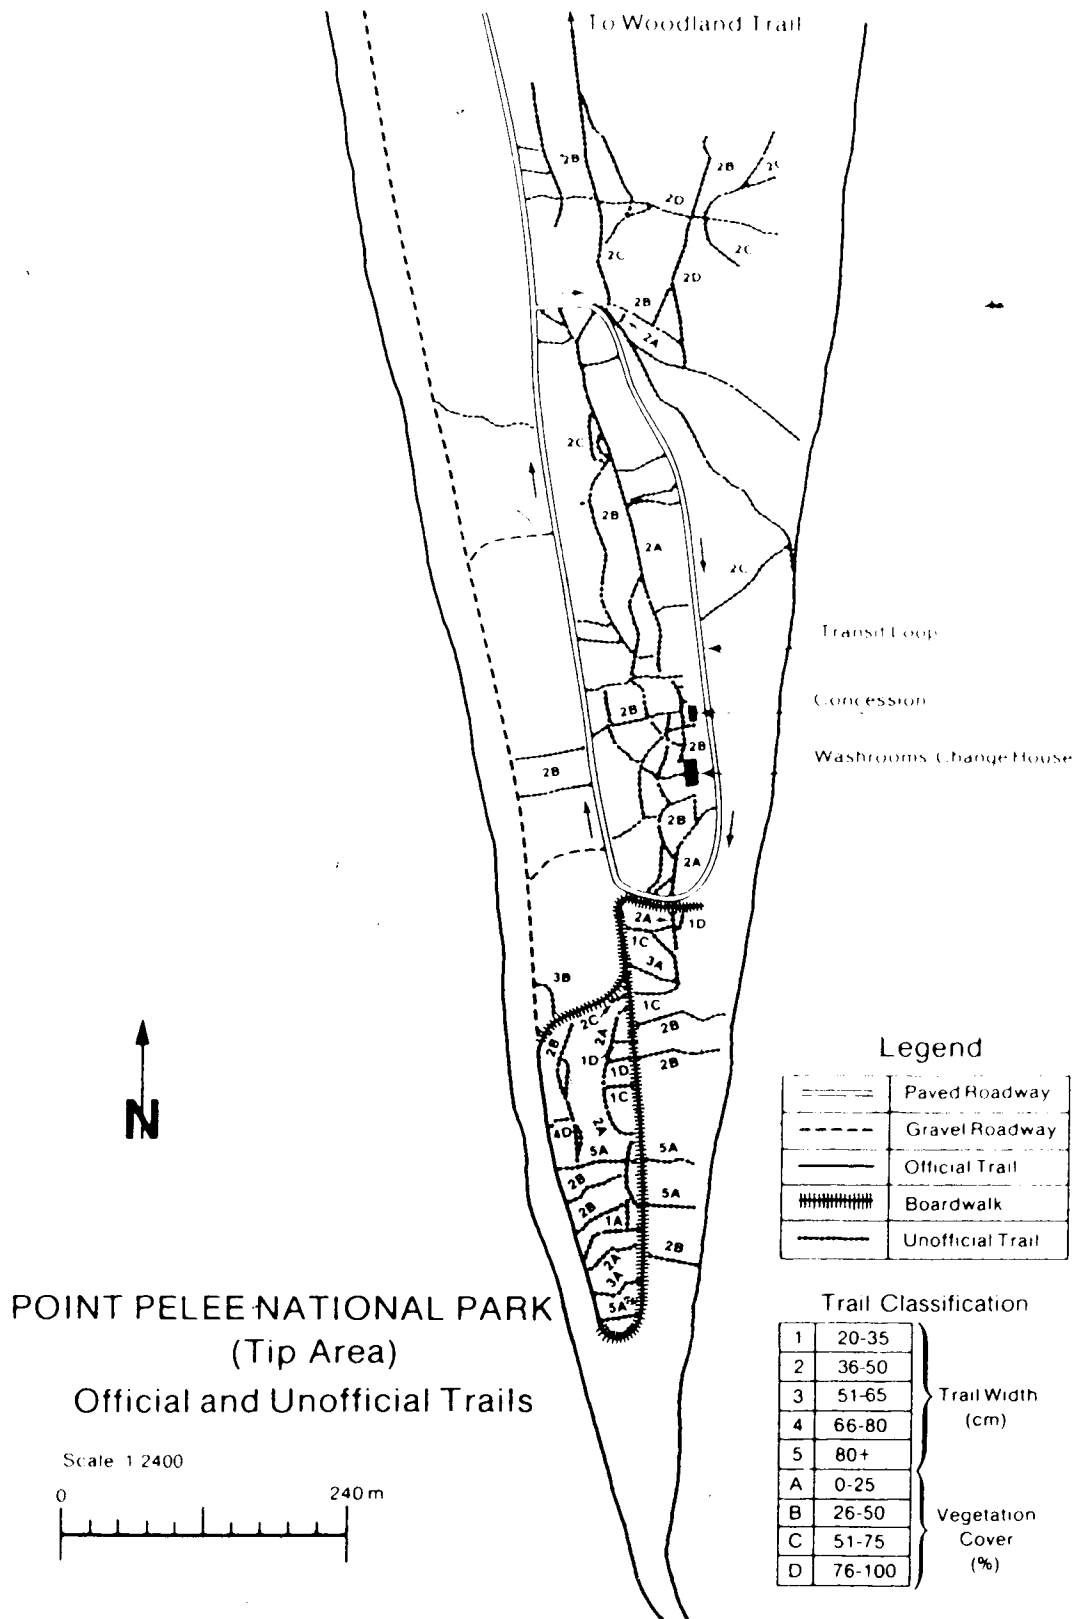 To Woodland Trail
2B
2B
2D
2C
2C
2D
2B
2A
2C
2B
2A
2C
Transit Loop
Concession
2B
2B
Washrooms Change House
2B
2B
2A
2A
1D
1C
3A
3B
1C
2C
2B
2A
2B
1D
1D
2B
1C
N
4D
2A
5A
5A
2B
5A
2B
1A
2B
2A
3A
5A
Legend
Paved Roadway
Gravel Roadway
Official Trail
Boardwalk
Unofficial Trail
POINT PELEE NATIONAL PARK
(Tip Area)
Official and Unofficial Trails
Scale 1:2400
0 240 m
Trail Classification
1 20-35
2 36-50
3 51-65
4 66-80
5 80+
Trail Width
(cm)
A 0-25
B 26-50
C 51-75
D 76-100
Vegetation
Cover
(%)